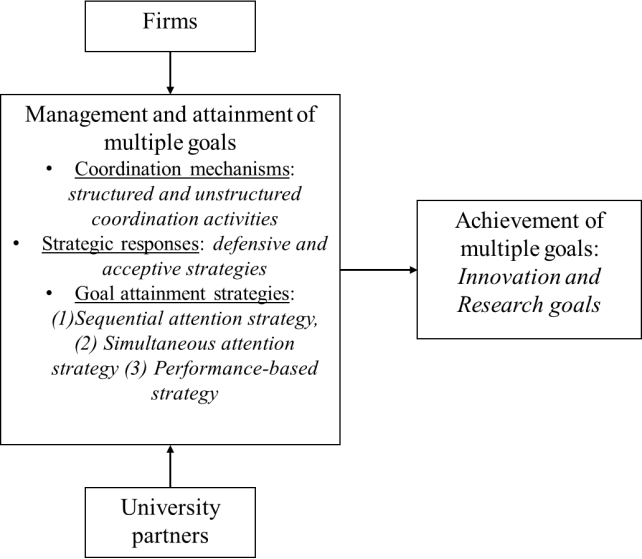 Firms
Management and attainment of
multiple goals
• Coordination mechanisms:
structured and unstructured
coordination activities
• Strategic responses: defensive and
acceptive strategies
• Goal attainment strategies:
(1)Sequential attention strategy,
(2) Simultaneous attention
strategy (3) Performance-based
strategy
Achievement of
multiple goals:
Innovation and
Research goals
University
partners